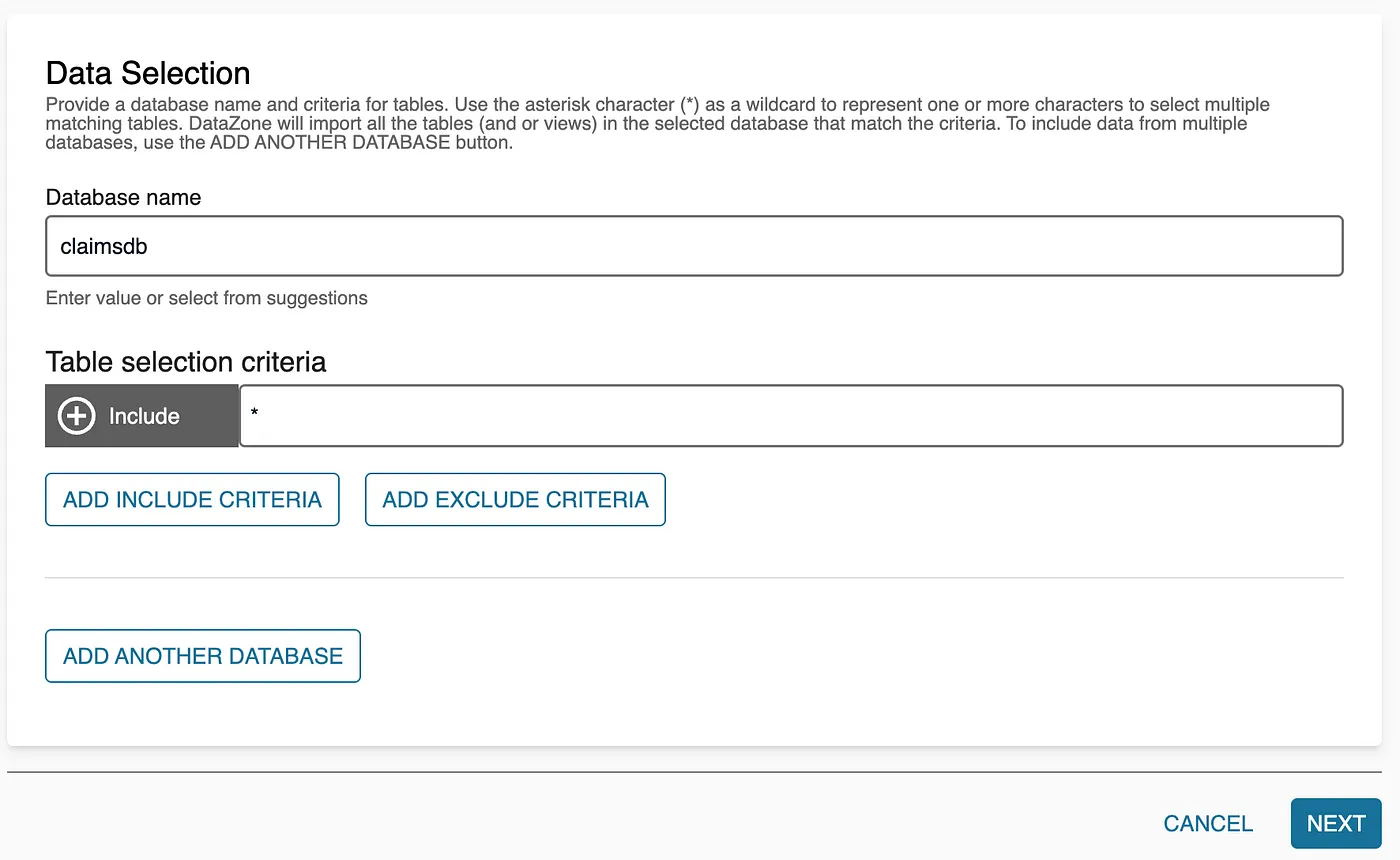 Data Selection
Provide a database name and criteria for tables. Use the asterisk character (*) as a wildcard to represent one or more characters to select multiple
matching tables. DataZone will import all the tables (and or views) in the selected database that match the criteria. To include data from multiple
databases, use the ADD ANOTHER DATABASE button.
Database name
claimsdb
Enter value or select from suggestions
Table selection criteria
Include *
ADD INCLUDE CRITERIA ADD EXCLUDE CRITERIA
ADD ANOTHER DATABASE
CANCEL NEXT